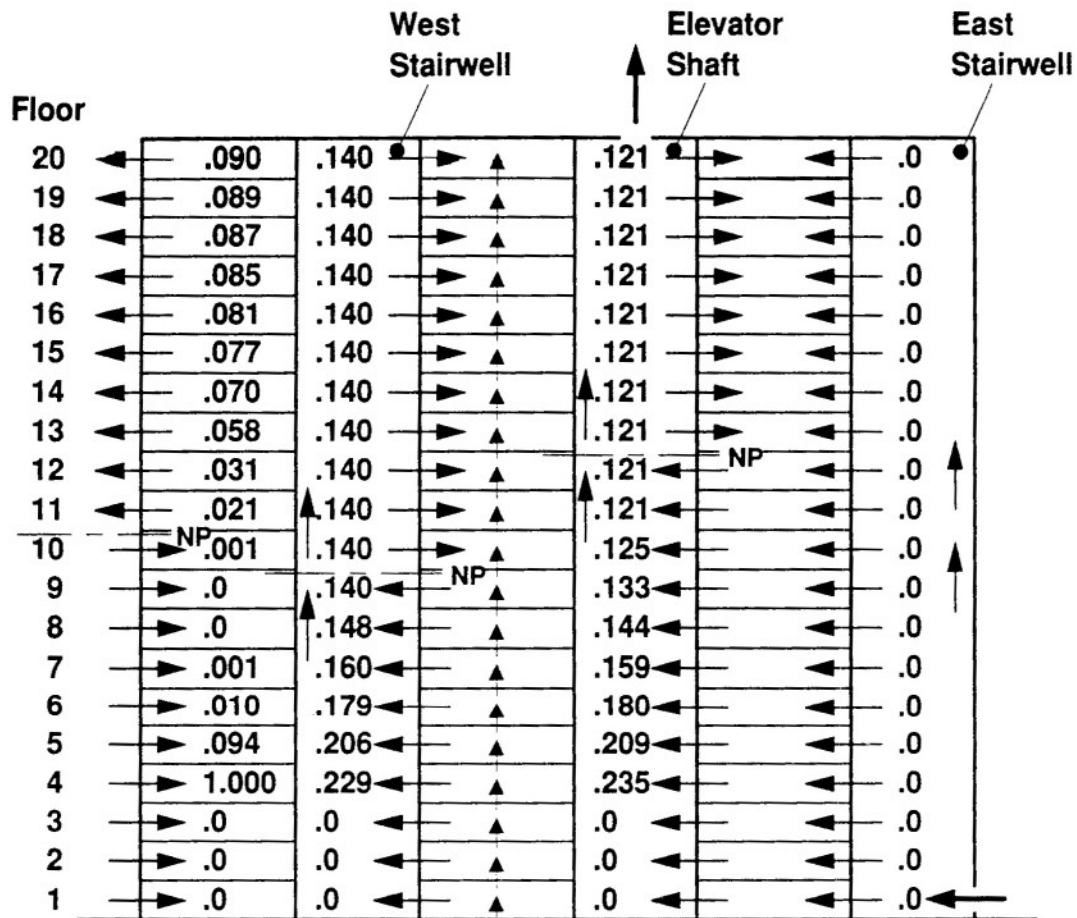 West Stairwell
Elevator Shaft
East Stairwell
Floor
20 .090 .140 .121 .0
19 .089 .140 .121 .0
18 .087 .140 .121 .0
17 .085 .140 .121 .0
16 .081 .140 .121 .0
15 .077 .140 .121 .0
14 .070 .140 .121 .0
13 .058 .140 .121 .0
NP
12 .031 .140 .121 .0
11 .021 .140 .121 .0
NP
10 .001 .140 .125 .0
NP
9 .0 .140 .133 .0
8 .0 .148 .144 .0
7 .001 .160 .159 .0
6 .010 .179 .180 .0
5 .094 .206 .209 .0
4 1.000 .229 .235 .0
3 .0 .0 .0 .0
2 .0 .0 .0 .0
1 .0 .0 .0 .0